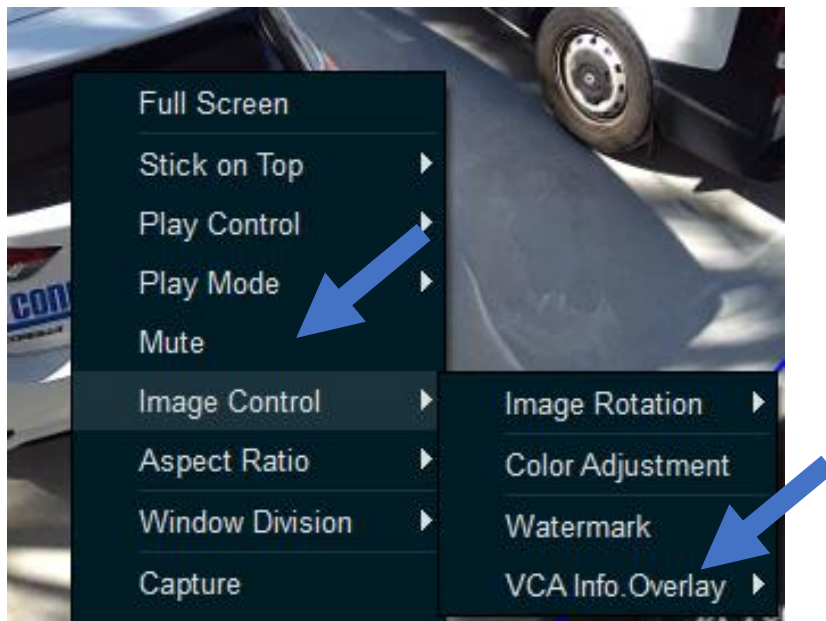 Full Screen
Stick on Top
Play Control
Play Mode
Mute
Image Control
Aspect Ratio
Window Division
Capture
Image Rotation
Color Adjustment
Watermark
VCA Info.Overlay